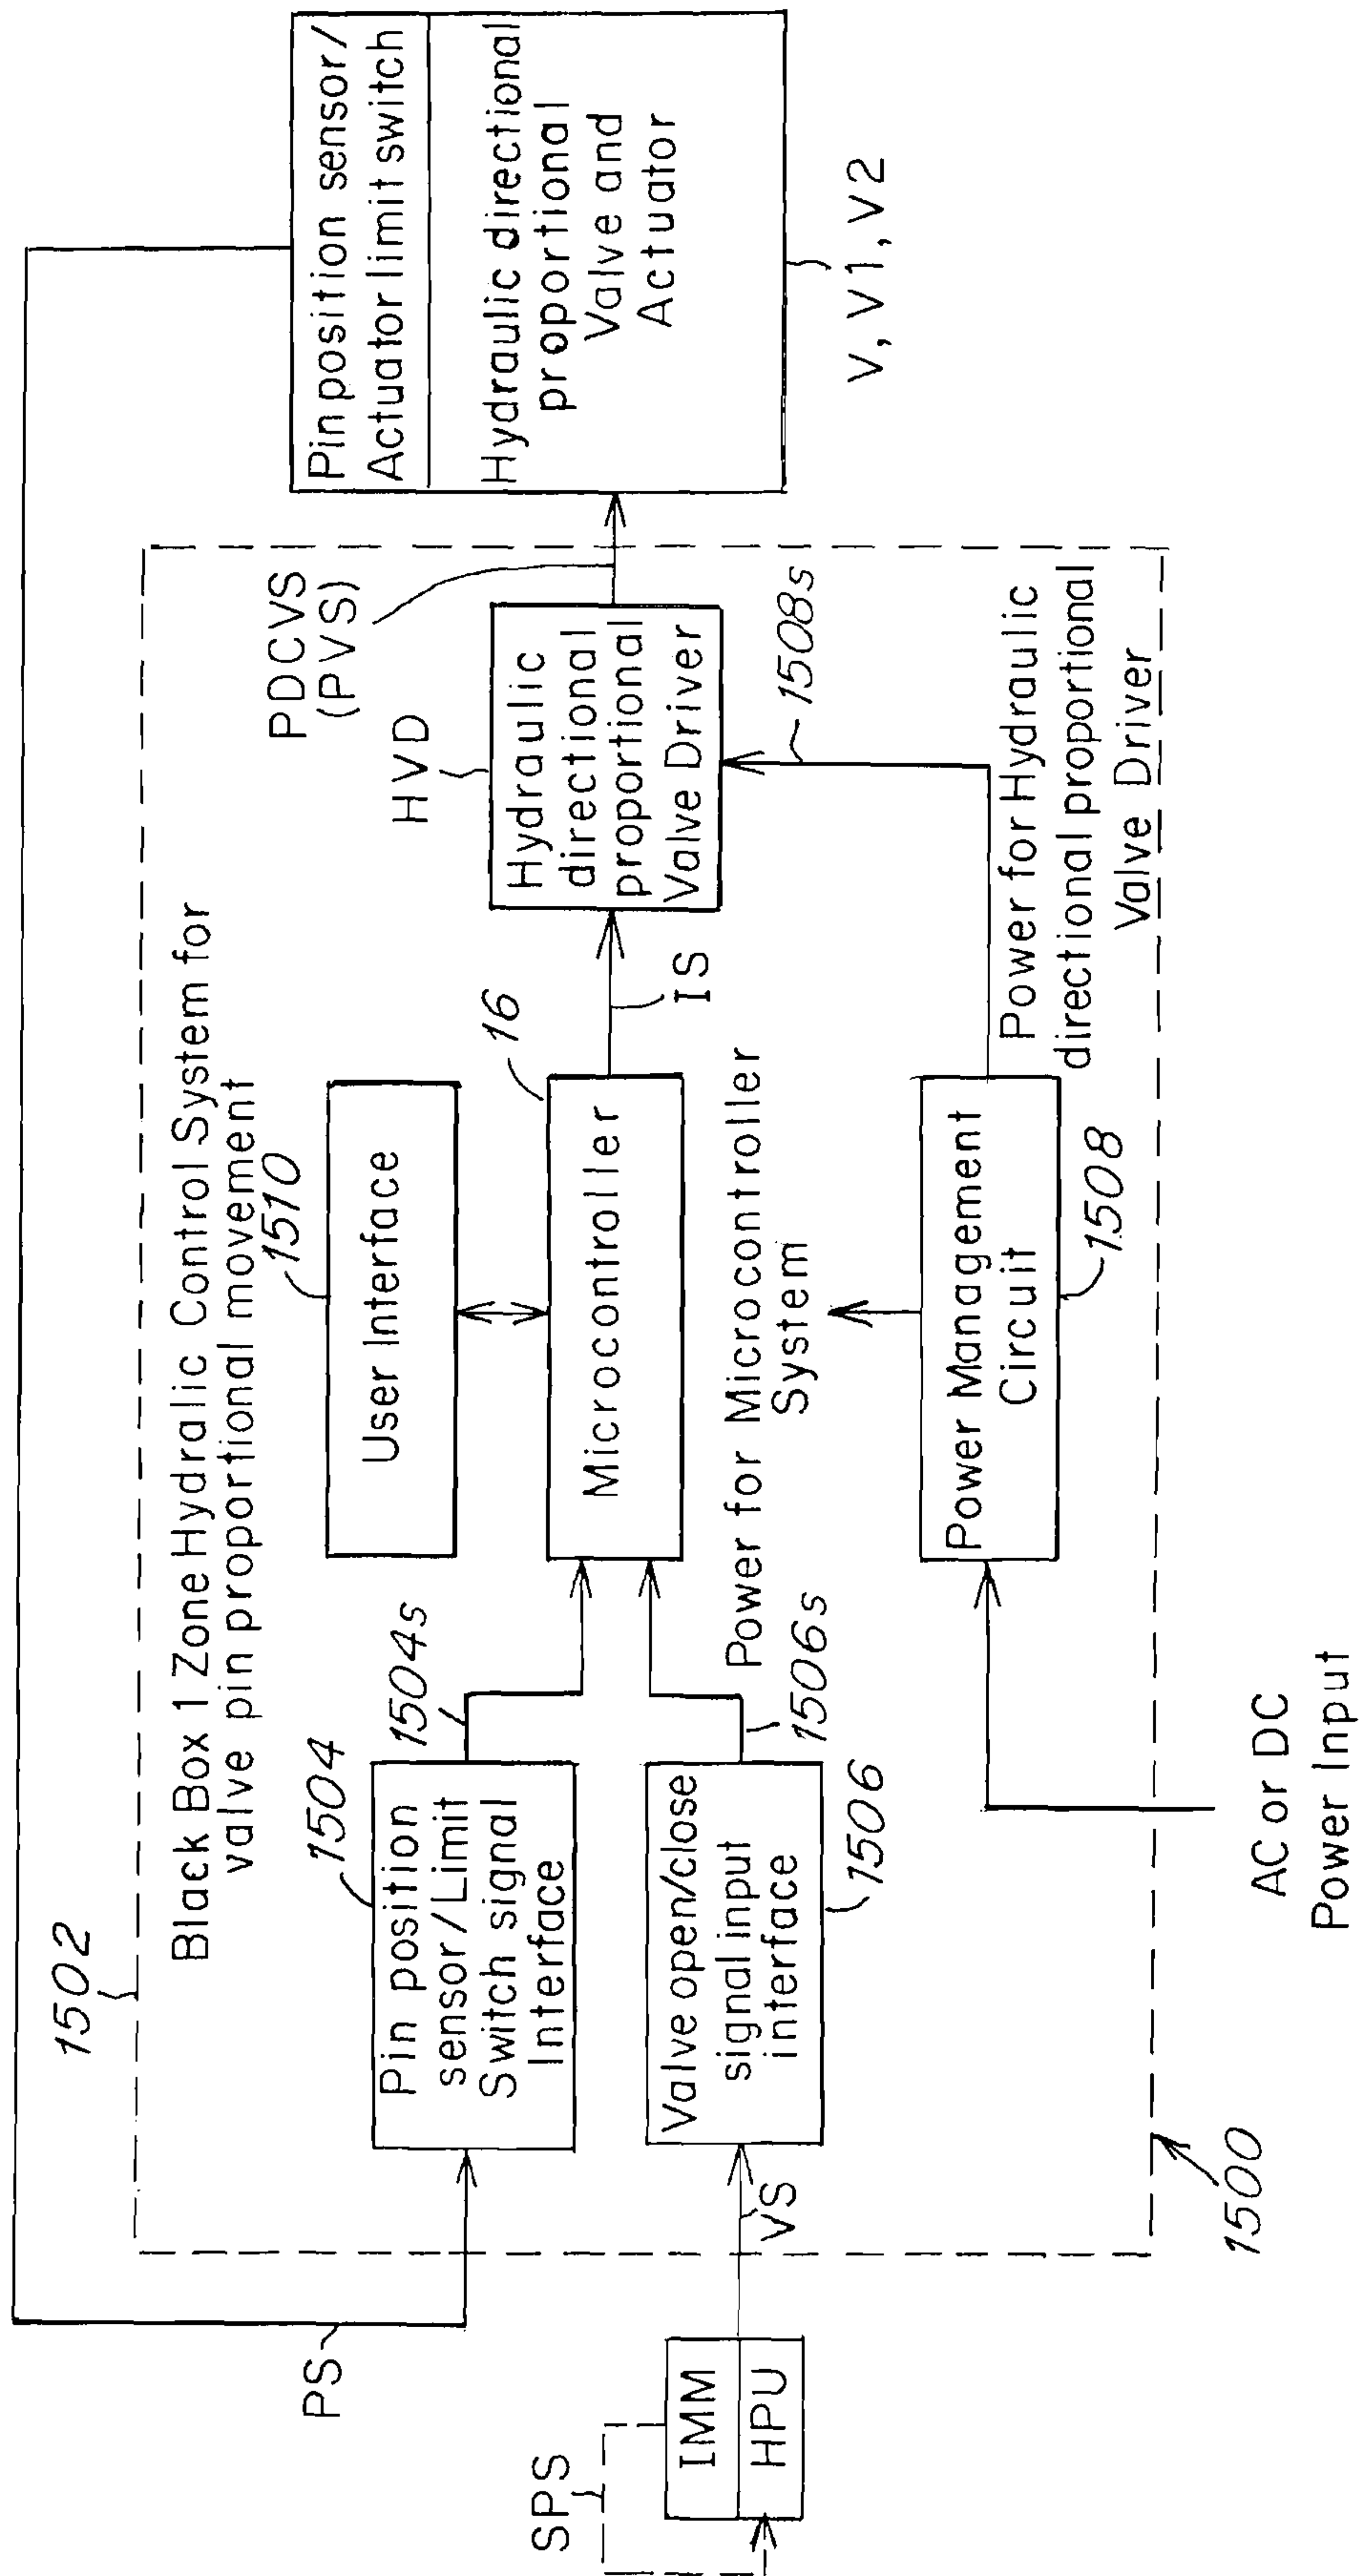 1502
Black Box 1 Zone Hydralic Control System for
valve pin proportional movement
PS
1504
Pin position
sensor/Limit
Switch signal
Interface
1504s
1510
User Interface
16
Microcontroller
IS
HVD
Hydraulic
directional
proportional
Valve Driver
PDCVS
(PVS)
Pin position sensor/
Actuator limit switch
Hydraulic directional
proportional
Valve and
Actuator
V, V1, V2
SPS
IMM
HPU
VS
Valve open/close
signal input
interface
1506
1506s
Power for Microcontroller
System
1508s
Power Management
Circuit
1508
Power for Hydraulic
directional proportional
Valve Driver
1500
AC or DC
Power Input